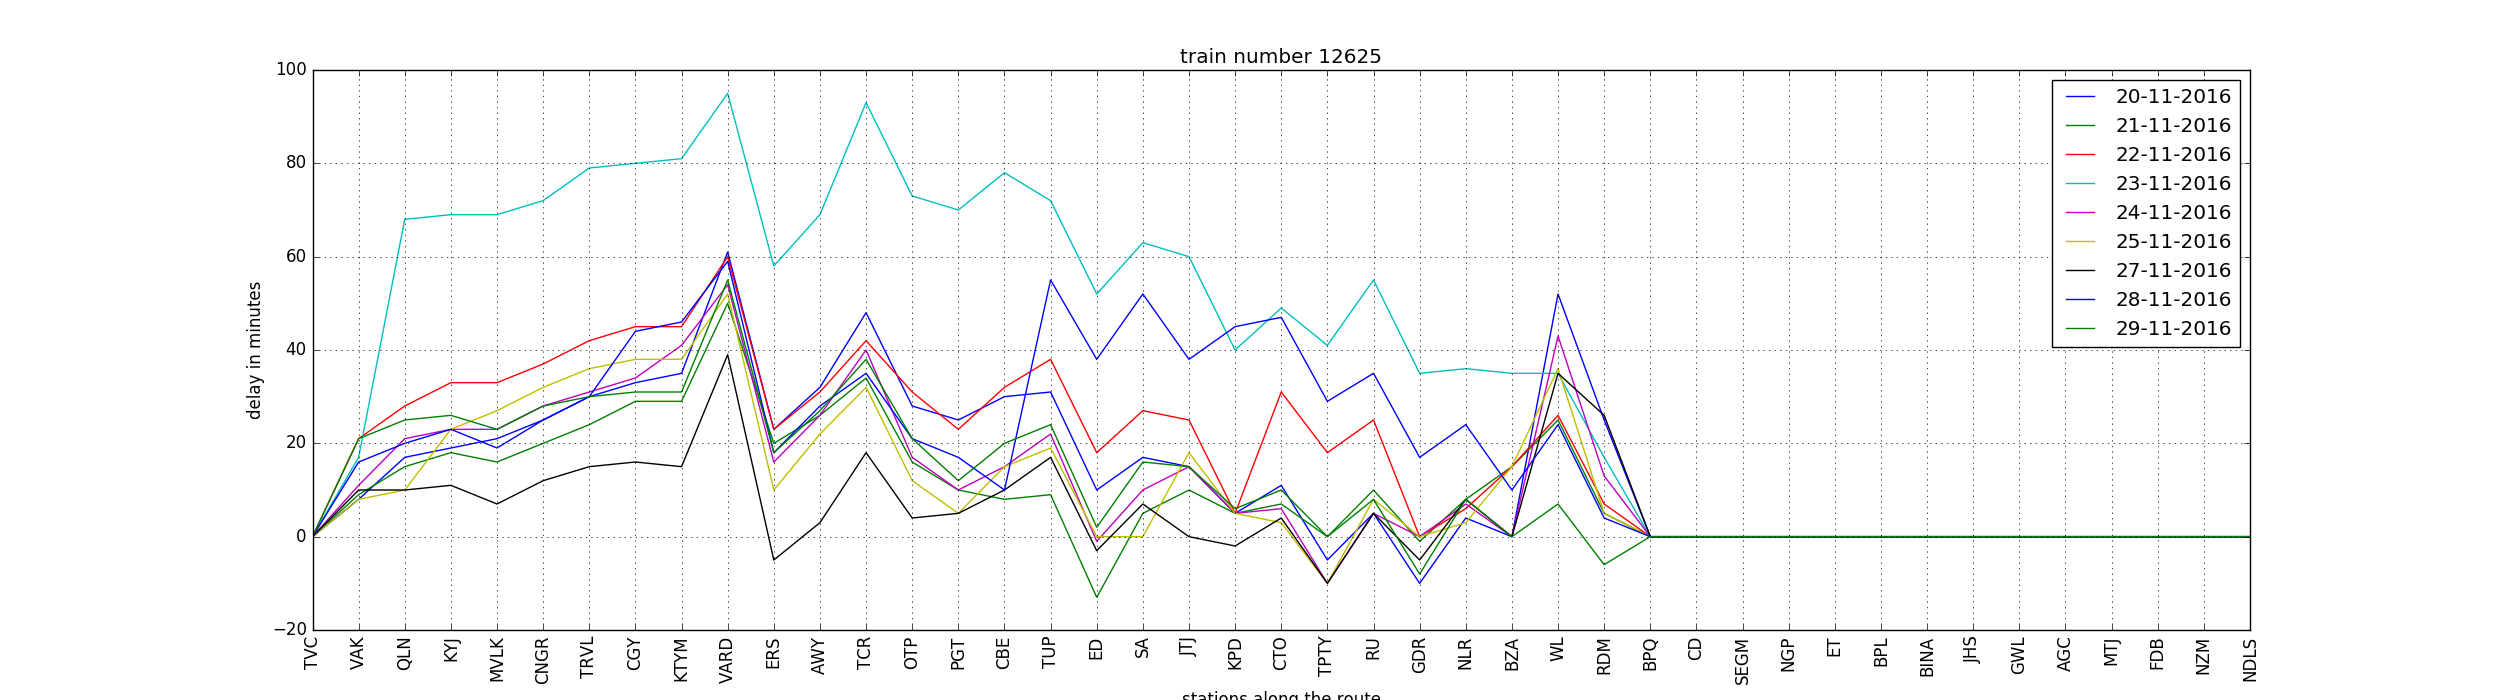 train number 12625
100
80
60
40
20
0
−20
delay in minutes
20-11-2016
21-11-2016
22-11-2016
23-11-2016
24-11-2016
25-11-2016
27-11-2016
28-11-2016
29-11-2016
TVC
VAK
QLN
KYJ
MVLK
CNGR
TRVL
CGY
KTYM
VARD
ERS
AWY
TCR
OTP
PGT
CBE
TUP
ED
SA
JTJ
KPD
CTO
TPTY
RU
GDR
NLR
BZA
WL
RDM
BPQ
CD
SEGM
NGP
ET
BPL
BINA
JHS
GWL
AGC
MTJ
FDB
NZM
NDLS
stations along the route